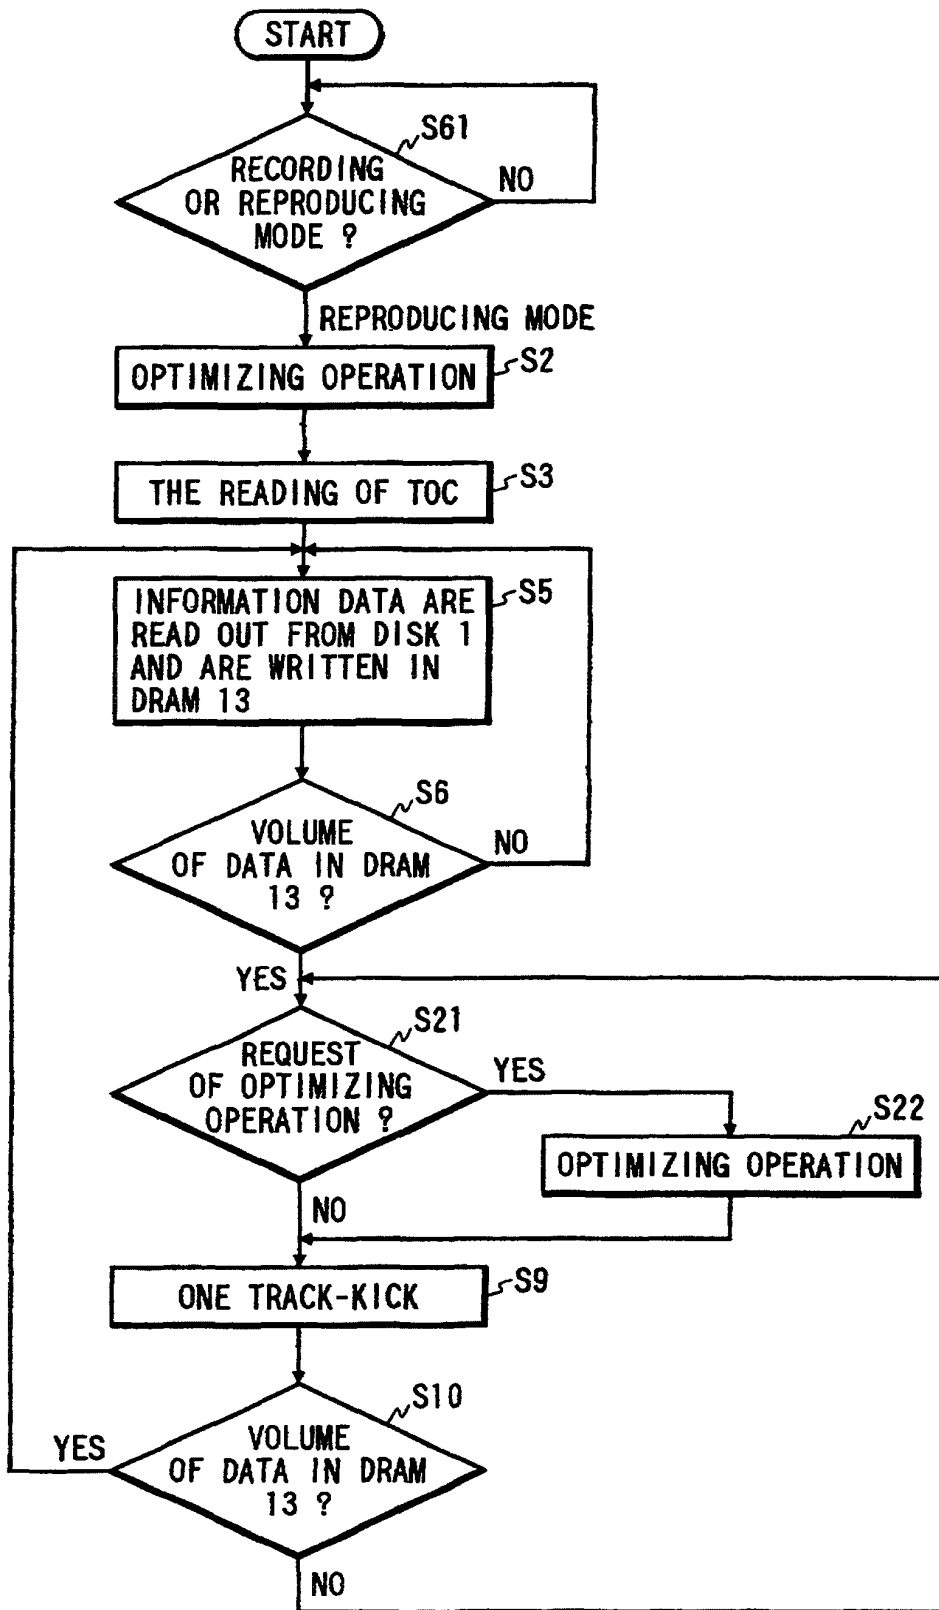 START
S61
RECORDING
OR REPRODUCING
MODE ?
NO
REPRODUCING MODE
S2
OPTIMIZING OPERATION
S3
THE READING OF TOC
S5
INFORMATION DATA ARE
READ OUT FROM DISK 1
AND ARE WRITTEN IN
DRAM 13
S6
VOLUME
OF DATA IN DRAM
13 ?
NO
YES
S21
REQUEST
OF OPTIMIZING
OPERATION ?
YES
S22
OPTIMIZING OPERATION
NO
S9
ONE TRACK-KICK
S10
VOLUME
OF DATA IN DRAM
13 ?
YES
NO